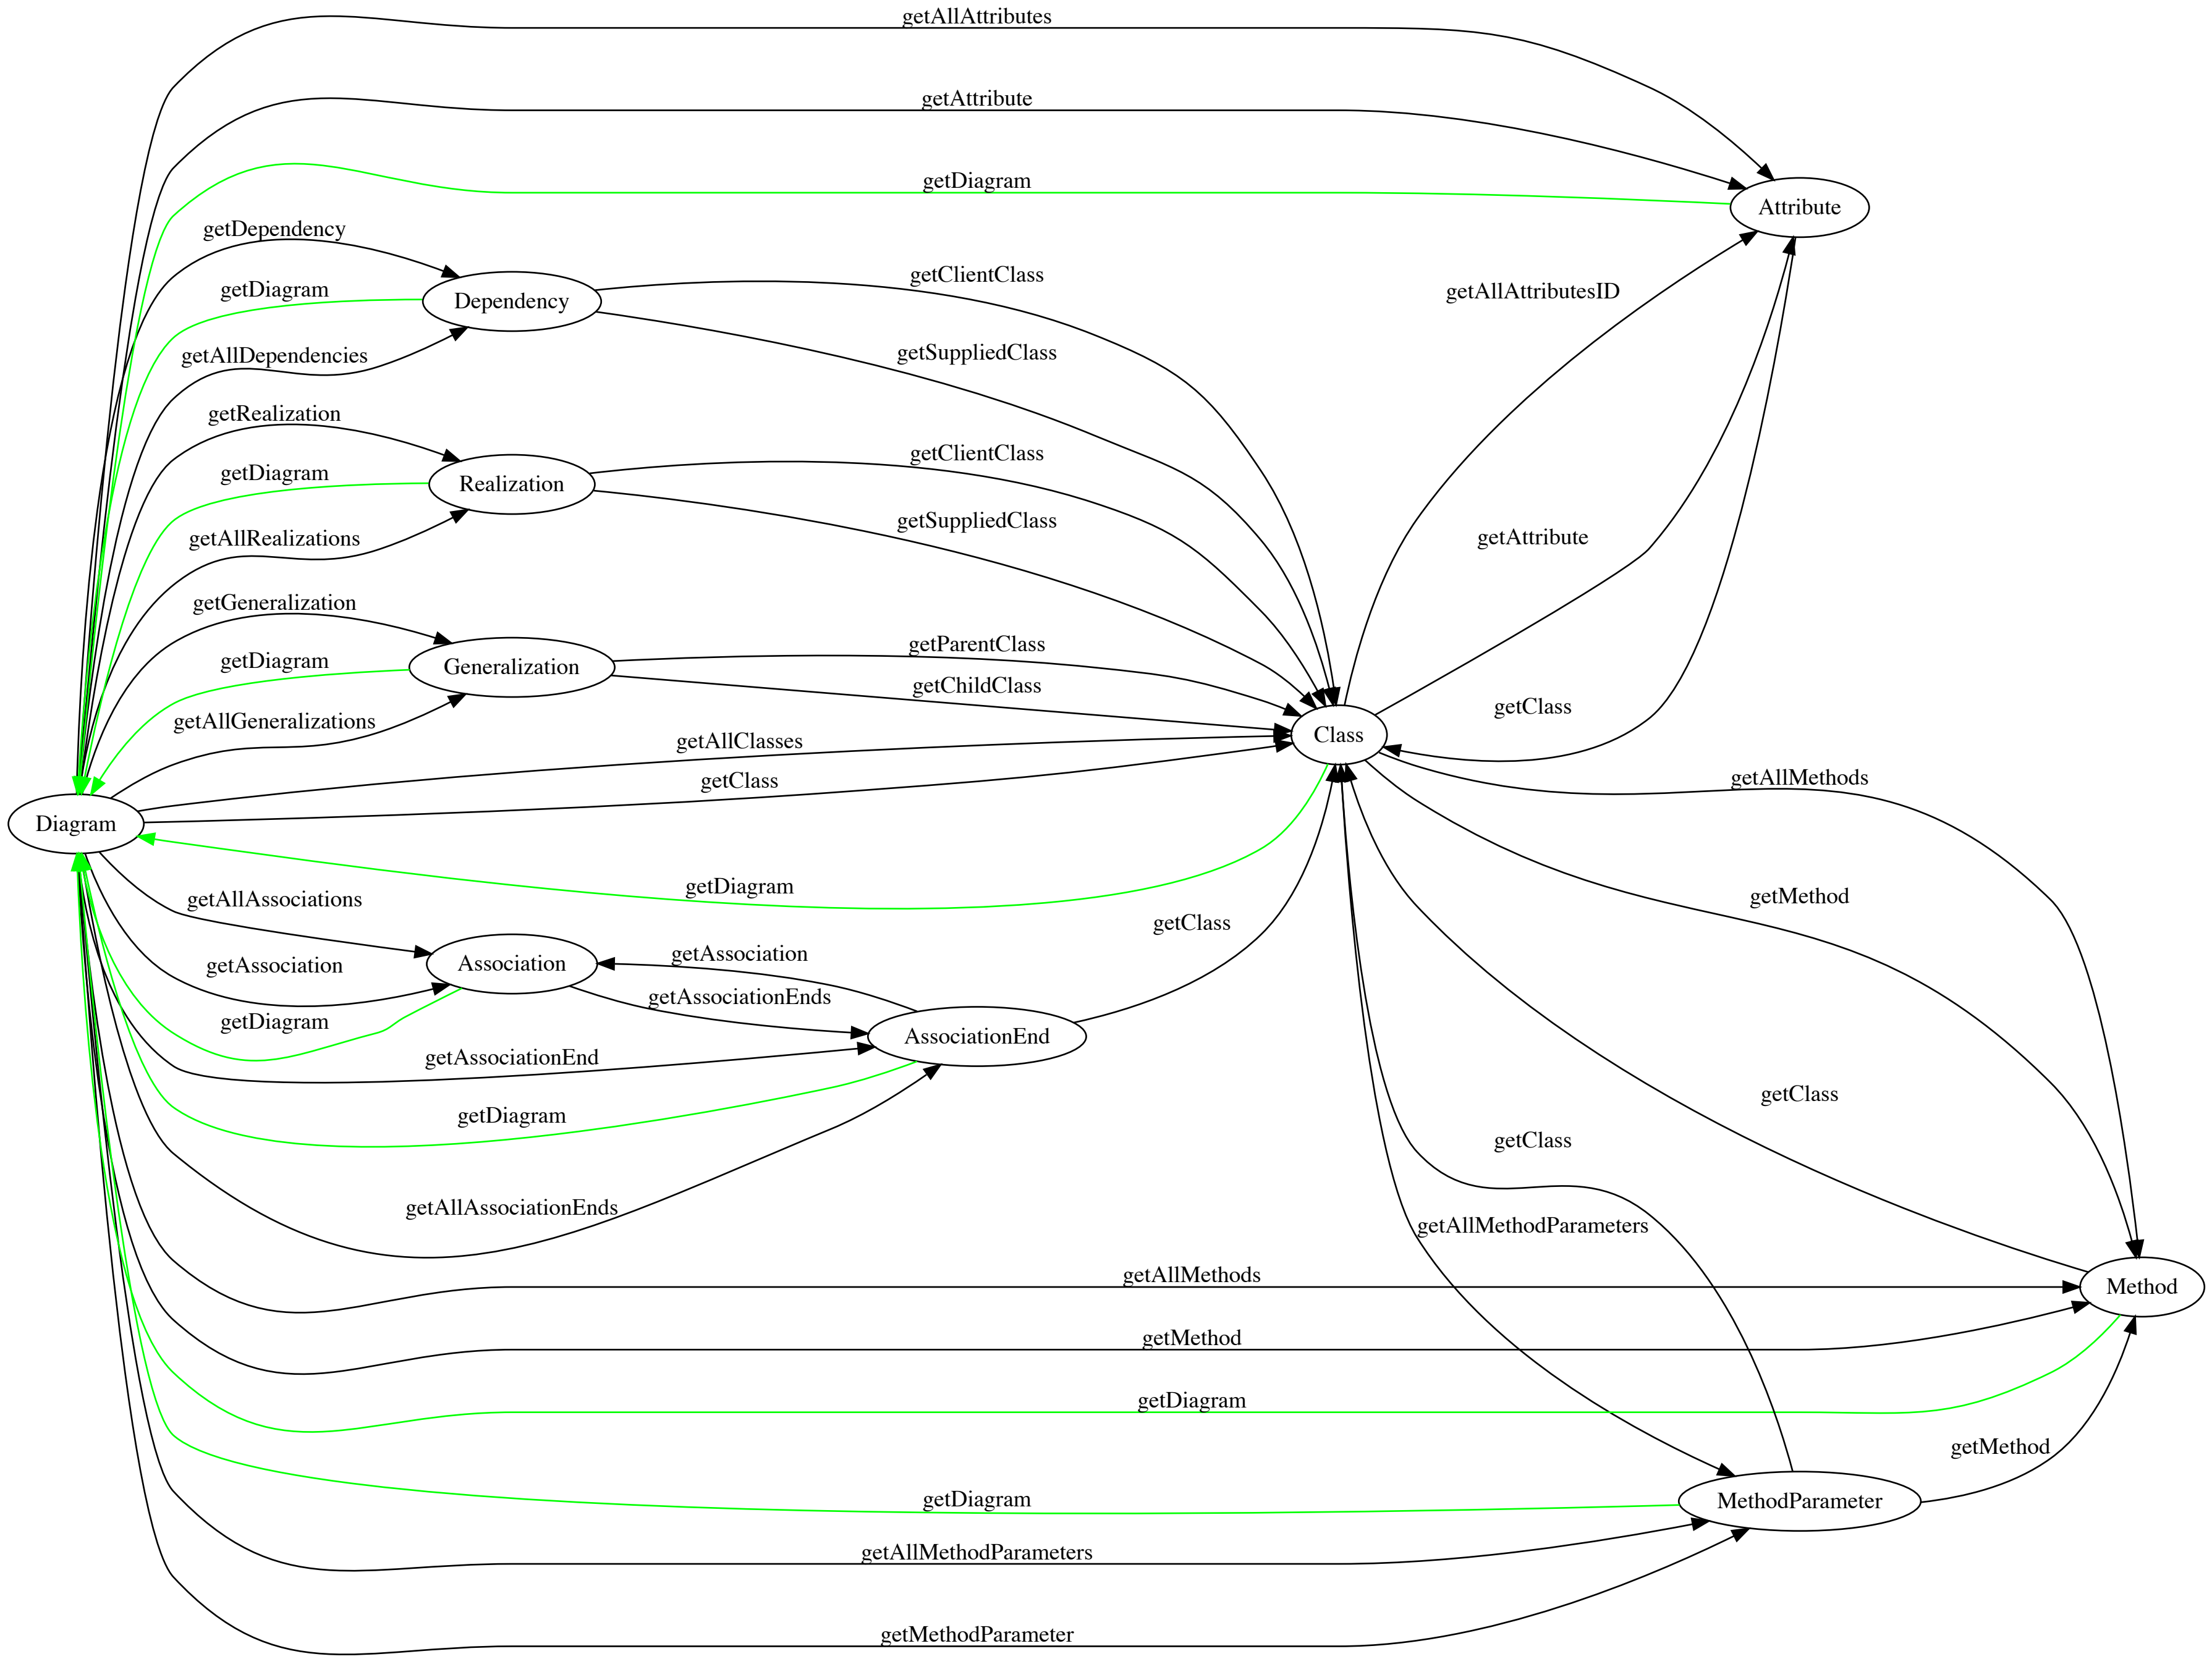 getAllAttributes
getAttribute
getDiagram
Attribute
getDependency
getClientClass
getDiagram
getAllAttributesID
Dependency
getSuppliedClass
getAllDependencies
getRealization
getClientClass
getDiagram
Realization
getSuppliedClass
getAttribute
getAllRealizations
getGeneralization
getParentClass
getDiagram
Generalization
getChildClass
getClass
getAllGeneralizations
Class
getAllClasses
getAllMethods
getClass
Diagram
getDiagram
getMethod
getAllAssociations
getClass
getAssociation
getAssociation
Association
getAssociationEnds
getDiagram
AssociationEnd
getAssociationEnd
getClass
getDiagram
getClass
getAllAssociationEnds
getAllMethodParameters
getAllMethods
Method
getMethod
getDiagram
getMethod
getDiagram
MethodParameter
getAllMethodParameters
getMethodParameter